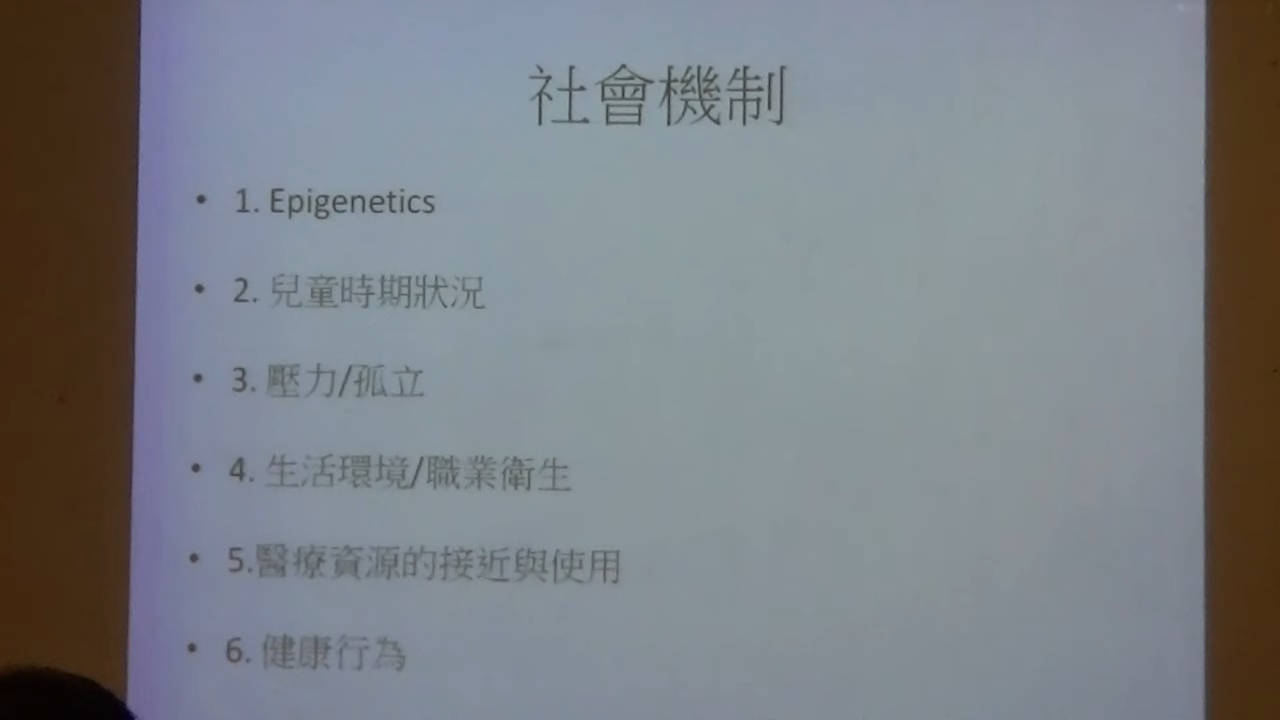 社會機制
• 1. Epigenetics
• 2. 兒童時期狀況
• 3. 壓力/孤立
• 4. 生活環境/職業衛生
• 5.醫療資源的接近與使用
• 6. 健康行為